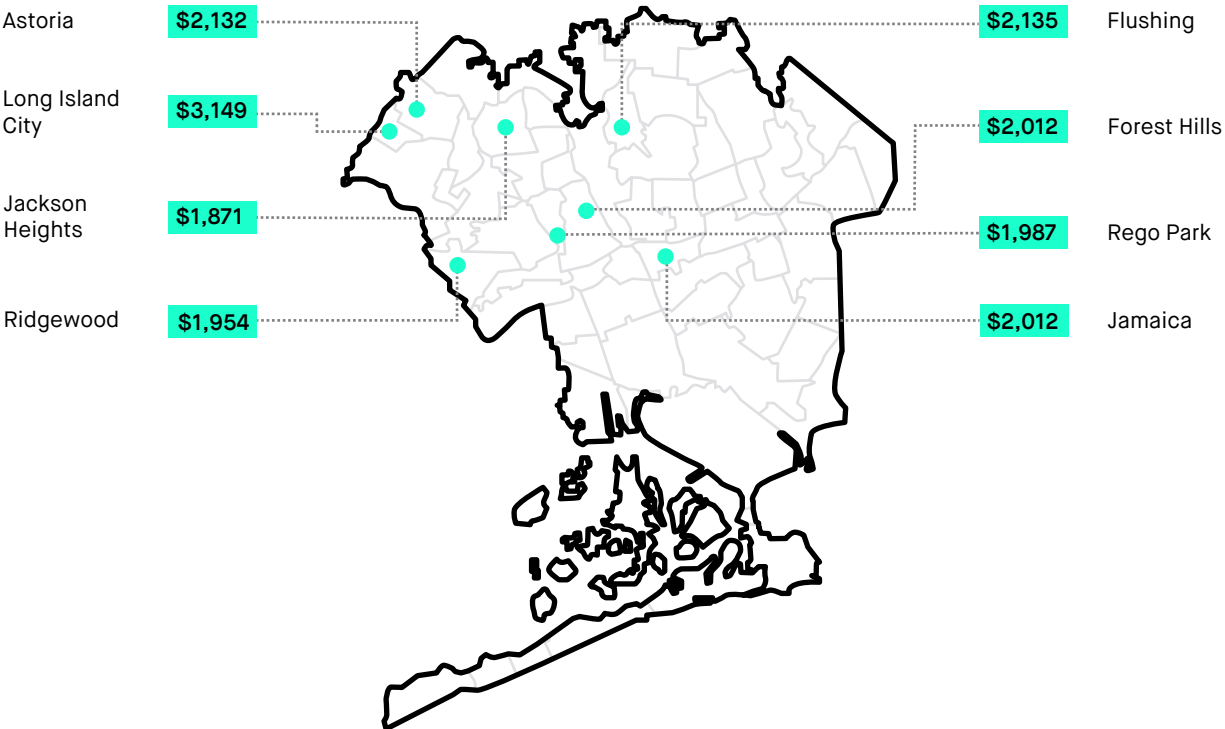 Astoria
$2,132
Long Island
City
$3,149
Jackson
Heights
$1,871
Ridgewood
$1,954
$2,135
Flushing
$2,012
Forest Hills
$1,987
Rego Park
$2,012
Jamaica